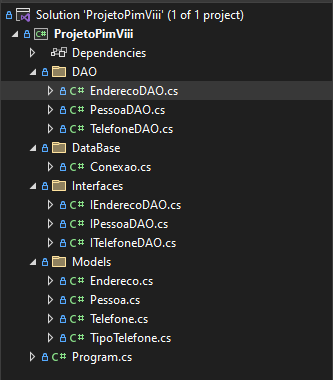 Solution 'ProjetoPimViii' (1 of 1 project)
C# ProjetoPimViii
Dependencies
DAO
C# EnderecoDAO.cs
C# PessoaDAO.cs
C# TelefoneDAO.cs
DataBase
C# Conexao.cs
Interfaces
C# IEnderecoDAO.cs
C# IPessoaDAO.cs
C# ITelefoneDAO.cs
Models
C# Endereco.cs
C# Pessoa.cs
C# Telefone.cs
C# TipoTelefone.cs
C# Program.cs